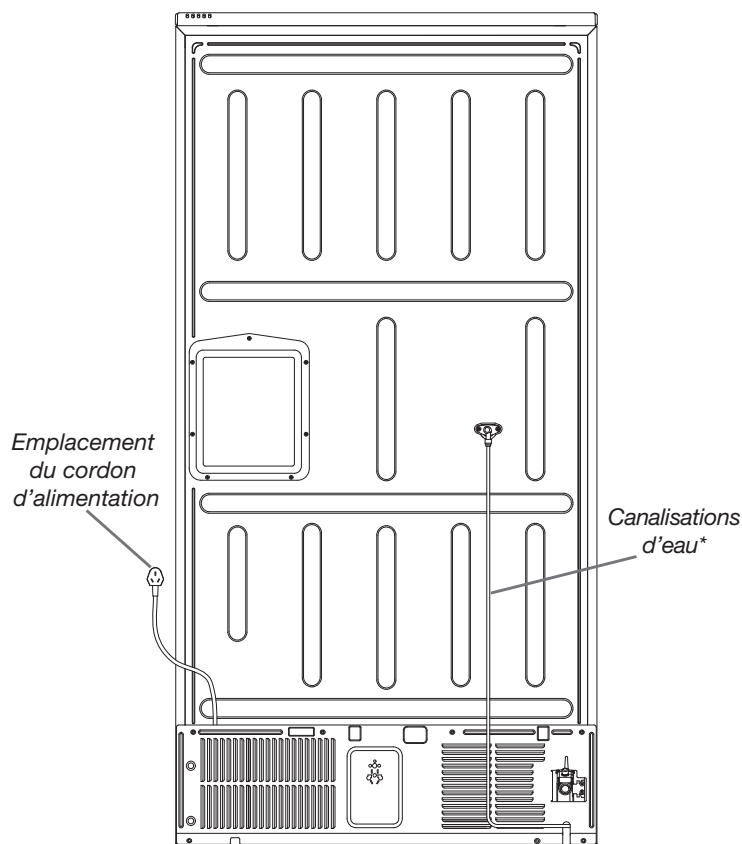 Emplacement
du cordon
d'alimentation
Canalisations
d'eau*